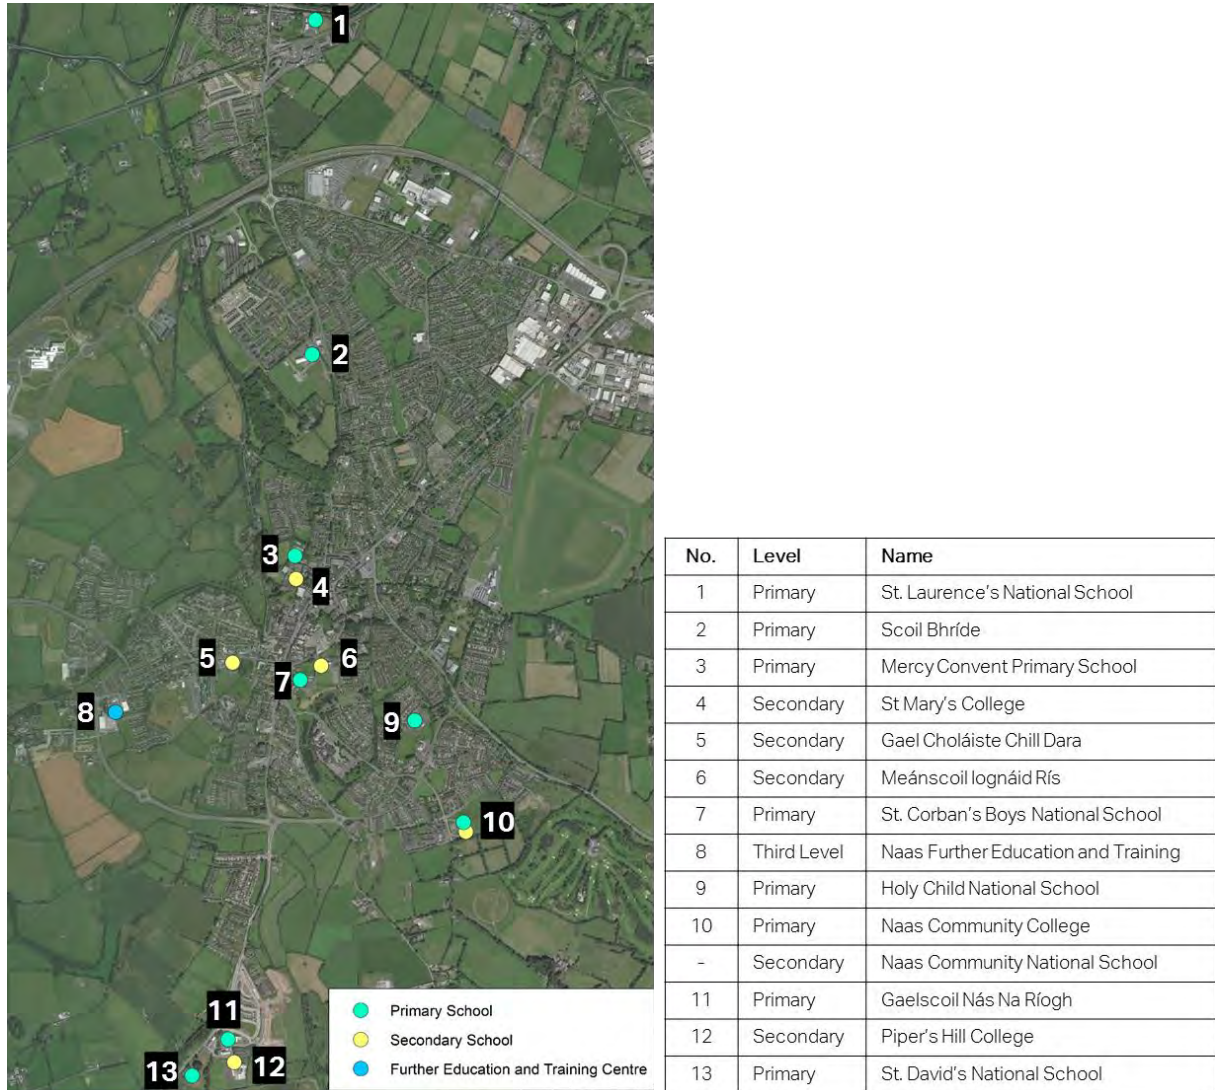 1
2
3
4
5
6
7
8
9
10
11
12
13
Primary School
Secondary School
Further Education and Training Centre
No. Level Name
1 Primary St. Laurence's National School
2 Primary Scoil Bhríde
3 Primary Mercy Convent Primary School
4 Secondary St Mary's College
5 Secondary Gael Choláiste Chill Dara
6 Secondary Meánscoil Iognáid Rís
7 Primary St. Corban's Boys National School
8 Third Level Naas Further Education and Training
9 Primary Holy Child National School
10 Primary Naas Community College
- Secondary Naas Community National School
11 Primary Gaelscoil Nás Na Ríogh
12 Secondary Piper's Hill College
13 Primary St. David's National School